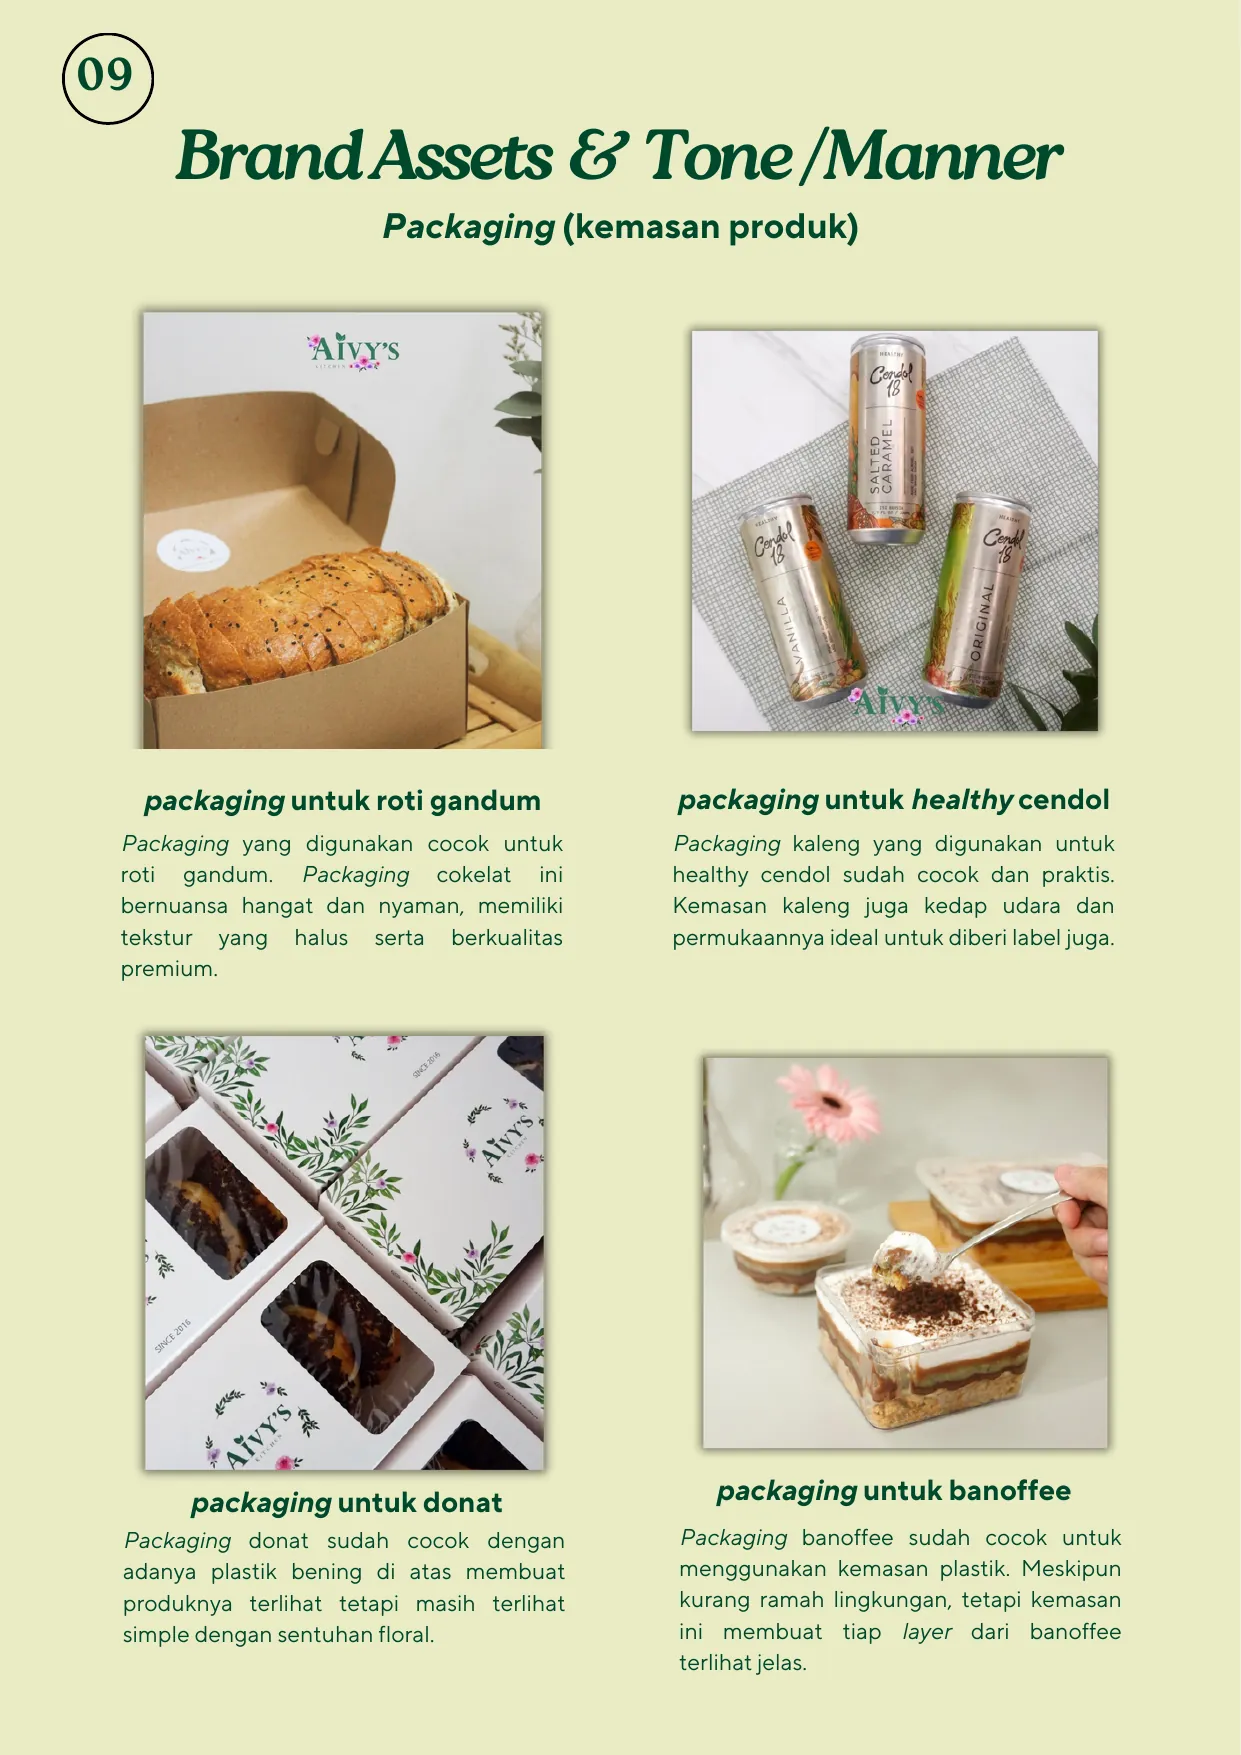 09
Brand Assets & Tone /Manner
Packaging (kemasan produk)
AIVY'S
KITCHEN
HEALTHY
Cendol
18
SALTED
CARAMEL
HEALTHY
Cendol
18
VANILLA
HEALTHY
Cendol
18
ORIGINAL
AIVY'S
packaging untuk roti gandum
Packaging yang digunakan cocok untuk
roti gandum. Packaging cokelat ini
bernuansa hangat dan nyaman, memiliki
tekstur yang halus serta berkualitas
premium.
packaging untuk healthy cendol
Packaging kaleng yang digunakan untuk
healthy cendol sudah cocok dan praktis.
Kemasan kaleng juga kedap udara dan
permukaannya ideal untuk diberi label juga.
SINCE 2016
AIVY'S
KITCHEN
SINCE 2016
AIVY'S
KITCHEN
packaging untuk donat
Packaging donat sudah cocok dengan
adanya plastik bening di atas membuat
produknya terlihat tetapi masih terlihat
simple dengan sentuhan floral.
packaging untuk banoffee
Packaging banoffee sudah cocok untuk
menggunakan kemasan plastik. Meskipun
kurang ramah lingkungan, tetapi kemasan
ini membuat tiap layer dari banoffee
terlihat jelas.